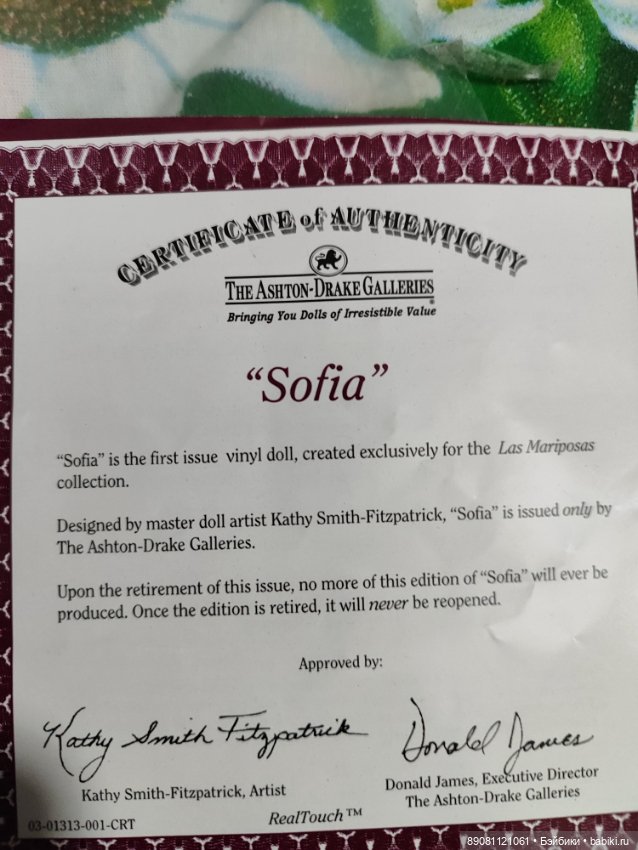 CERTIFICATE of AUTHENTICITY
THE ASHTON-DRAKE GALLERIES®
Bringing You Dolls of Irresistible Value
“Sofia”
“Sofia” is the first issue vinyl doll, created exclusively for the Las Mariposas
collection.
Designed by master doll artist Kathy Smith-Fitzpatrick, “Sofia” is issued only by
The Ashton-Drake Galleries.
Upon the retirement of this issue, no more of this edition of “Sofia” will ever be
produced. Once the edition is retired, it will never be reopened.
Approved by:
Kathy Smith Fitzpatrick
Donald James
Kathy Smith-Fitzpatrick, Artist
Donald James, Executive Director
The Ashton-Drake Galleries
03-01313-001-CRT
RealTouch™
89081121061 • Бэйбики • babiki.ru